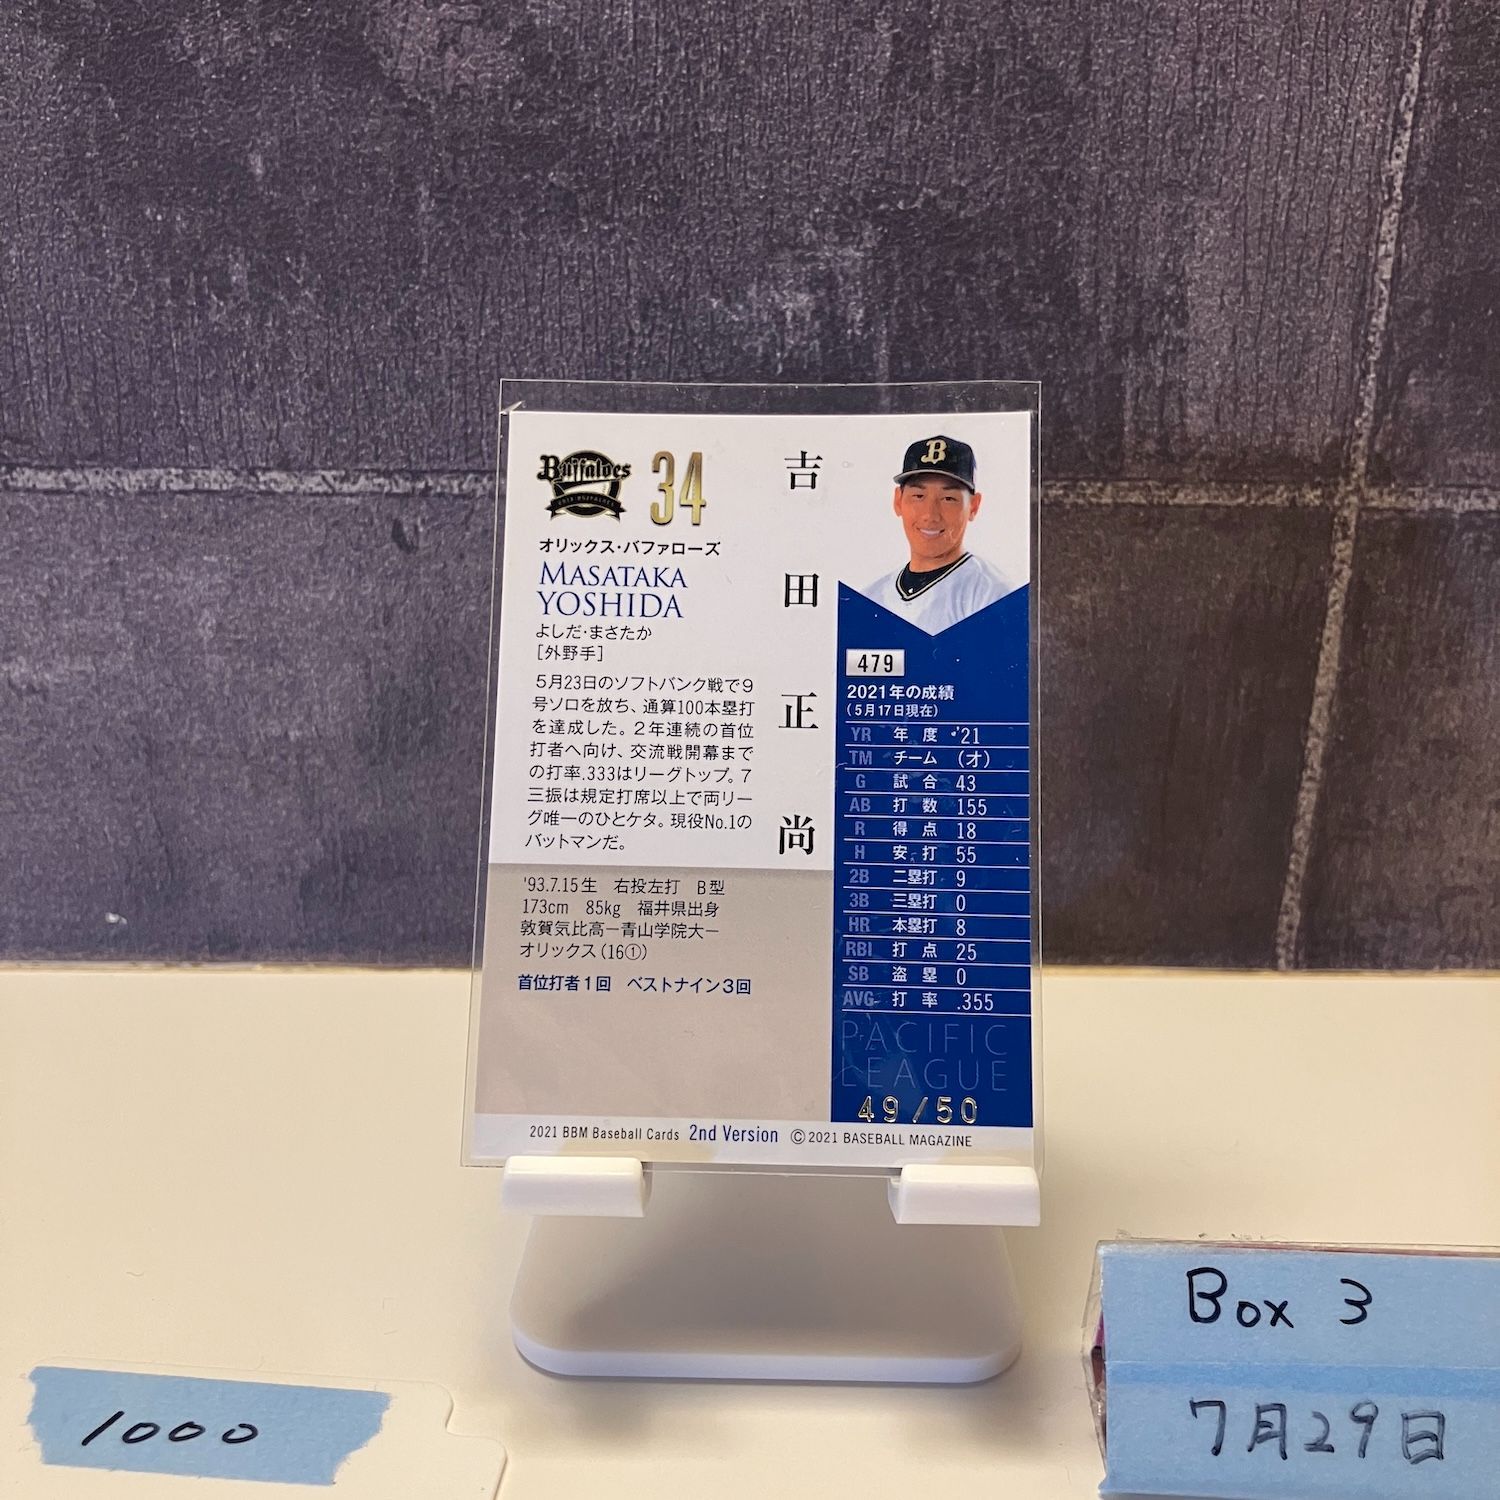 Buffaloes
34
オリックス・バファローズ
MASATAKA
YOSHIDA
よしだ・まさたか
[外野手]
5月23日のソフトバンク戦で9
号ソロを放ち、通算100本塁打
を達成した。2年連続の首位
打者へ向け、交流戦開幕まで
の打率.333はリーグトップ。7
三振は規定打席以上で両リー
グ唯一のひとケタ。現役No.1の
バットマンだ。
'93.7.15生 右投左打 B型
173cm 85kg 福井県出身
敦賀気比高ー青山学院大ー
オリックス(16①)
首位打者1回 ベストナイン3回
吉田正尚
B
479
2021年の成績
(5月17日現在)
YR 年度 '21
TM チーム (オ)
G 試合 43
AB 打数 155
R 得点 18
H 安打 55
2B 二塁打 9
3B 三塁打 0
HR 本塁打 8
RBI 打点 25
SB 盗塁 0
AVG 打率 .355
PACIFIC
LEAGUE
49/50
2021 BBM Baseball Cards 2nd Version ©2021 BASEBALL MAGAZINE
Box 3
7月29日
1000